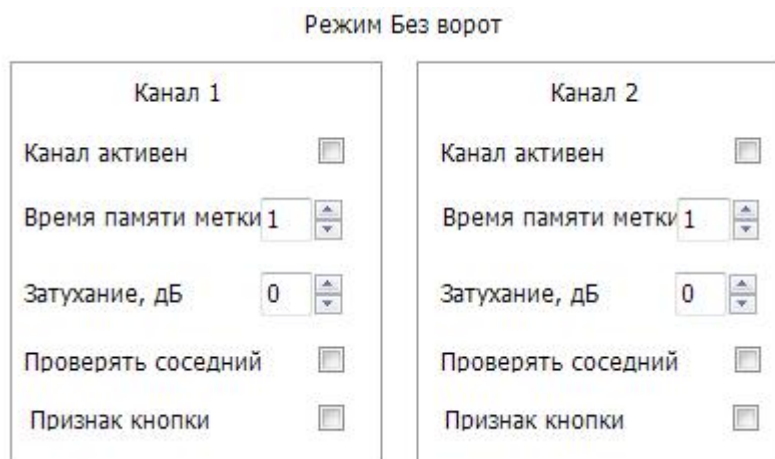 Режим Без ворот
Канал 1
Канал активен
Время памяти метки 1
Затухание, дБ 0
Проверять соседний
Признак кнопки
Канал 2
Канал активен
Время памяти метки 1
Затухание, дБ 0
Проверять соседний
Признак кнопки